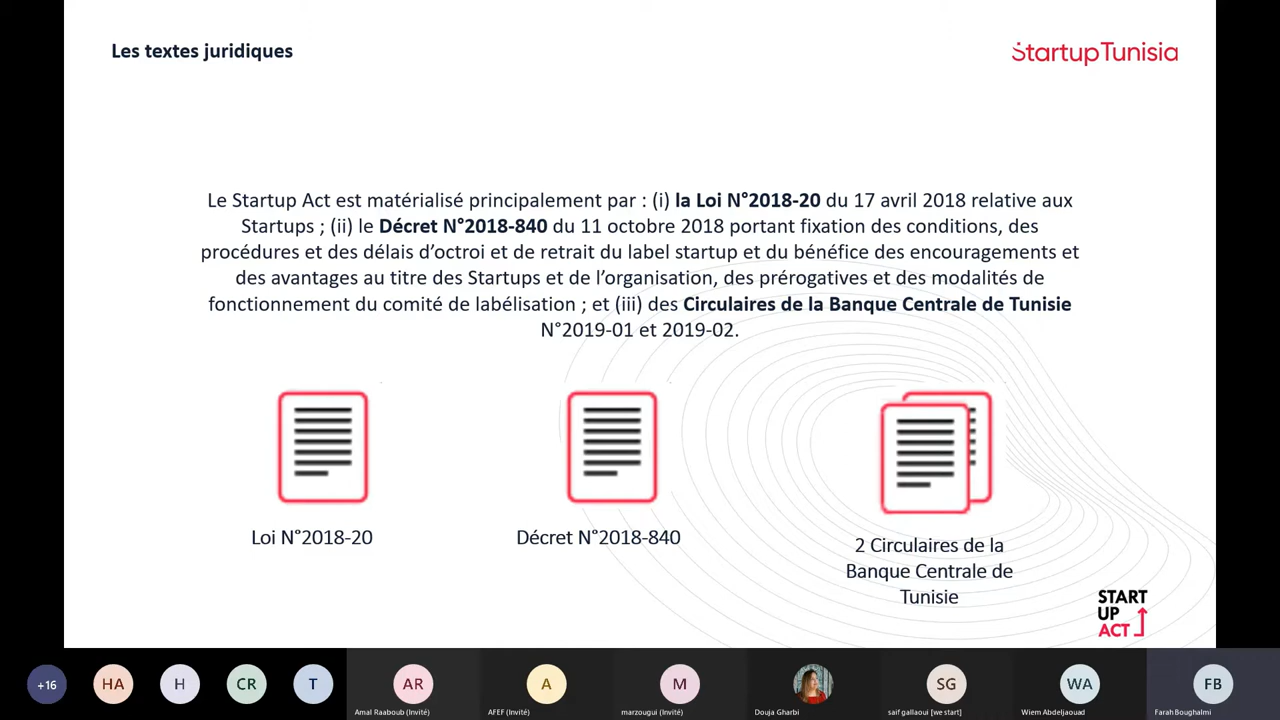 Les textes juridiques
StartupTunisia
Le Startup Act est matérialisé principalement par : (i) la Loi N°2018-20 du 17 avril 2018 relative aux
Startups ; (ii) le Décret N°2018-840 du 11 octobre 2018 portant fixation des conditions, des
procédures et des délais d’octroi et de retrait du label startup et du bénéfice des encouragements et
des avantages au titre des Startups et de l’organisation, des prérogatives et des modalités de
fonctionnement du comité de labélisation ; et (iii) des Circulaires de la Banque Centrale de Tunisie
N°2019-01 et 2019-02.
Loi N°2018-20
Décret N°2018-840
2 Circulaires de la
Banque Centrale de
Tunisie
START
UP
ACT
+16
HA
H
CR
T
AR
A
M
SG
WA
FB
Amal Raaboub (Invité)
AFEF (Invité)
marzougui (Invité)
Douja Gharbi
saif gallaoui [we start]
Wiem Abdeljaouad
Farah Boughalmi